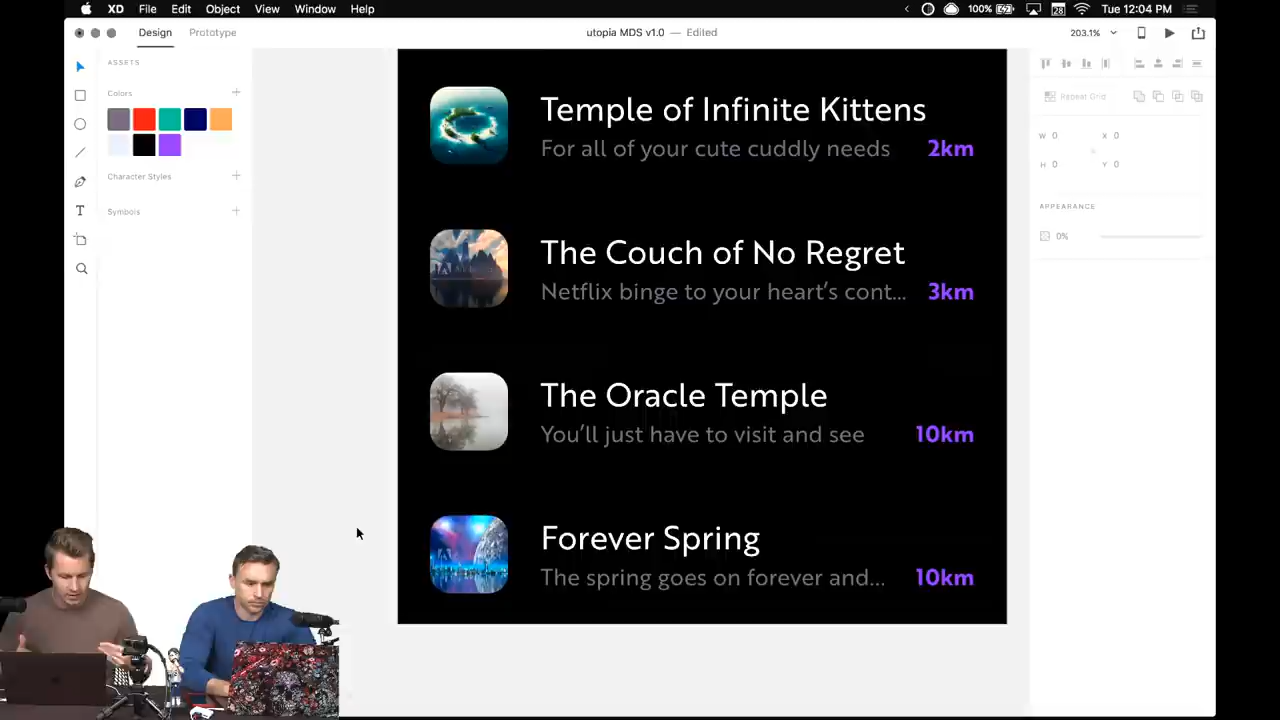 XD File Edit Object View Window Help
100% 28 Tue 12:04 PM
Design Prototype
utopia MDS v1.0 — Edited
203.1%
ASSETS
Colors
Character Styles
Symbols
Temple of Infinite Kittens
For all of your cute cuddly needs 2km
The Couch of No Regret
Netflix binge to your heart’s cont... 3km
The Oracle Temple
You’ll just have to visit and see 10km
Forever Spring
The spring goes on forever and... 10km
Repeat Grid
W 0 X 0
H 0 Y 0
APPEARANCE
0%